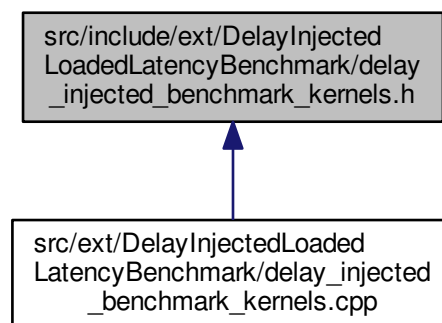 src/include/ext/DelayInjected
LoadedLatencyBenchmark/delay
_injected_benchmark_kernels.h
src/ext/DelayInjectedLoaded
LatencyBenchmark/delay_injected
_benchmark_kernels.cpp